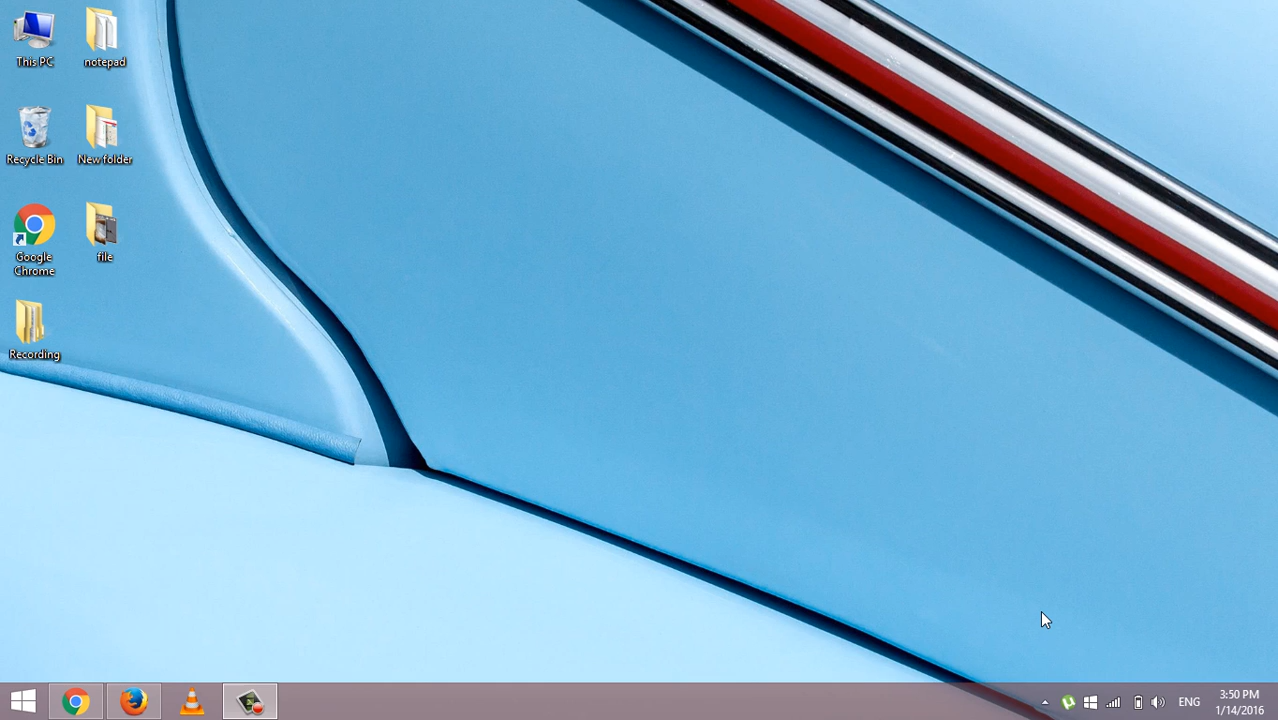 This PC
notepad
Recycle Bin
New folder
Google
Chrome
file
Recording
ENG
3:50 PM
1/14/2016